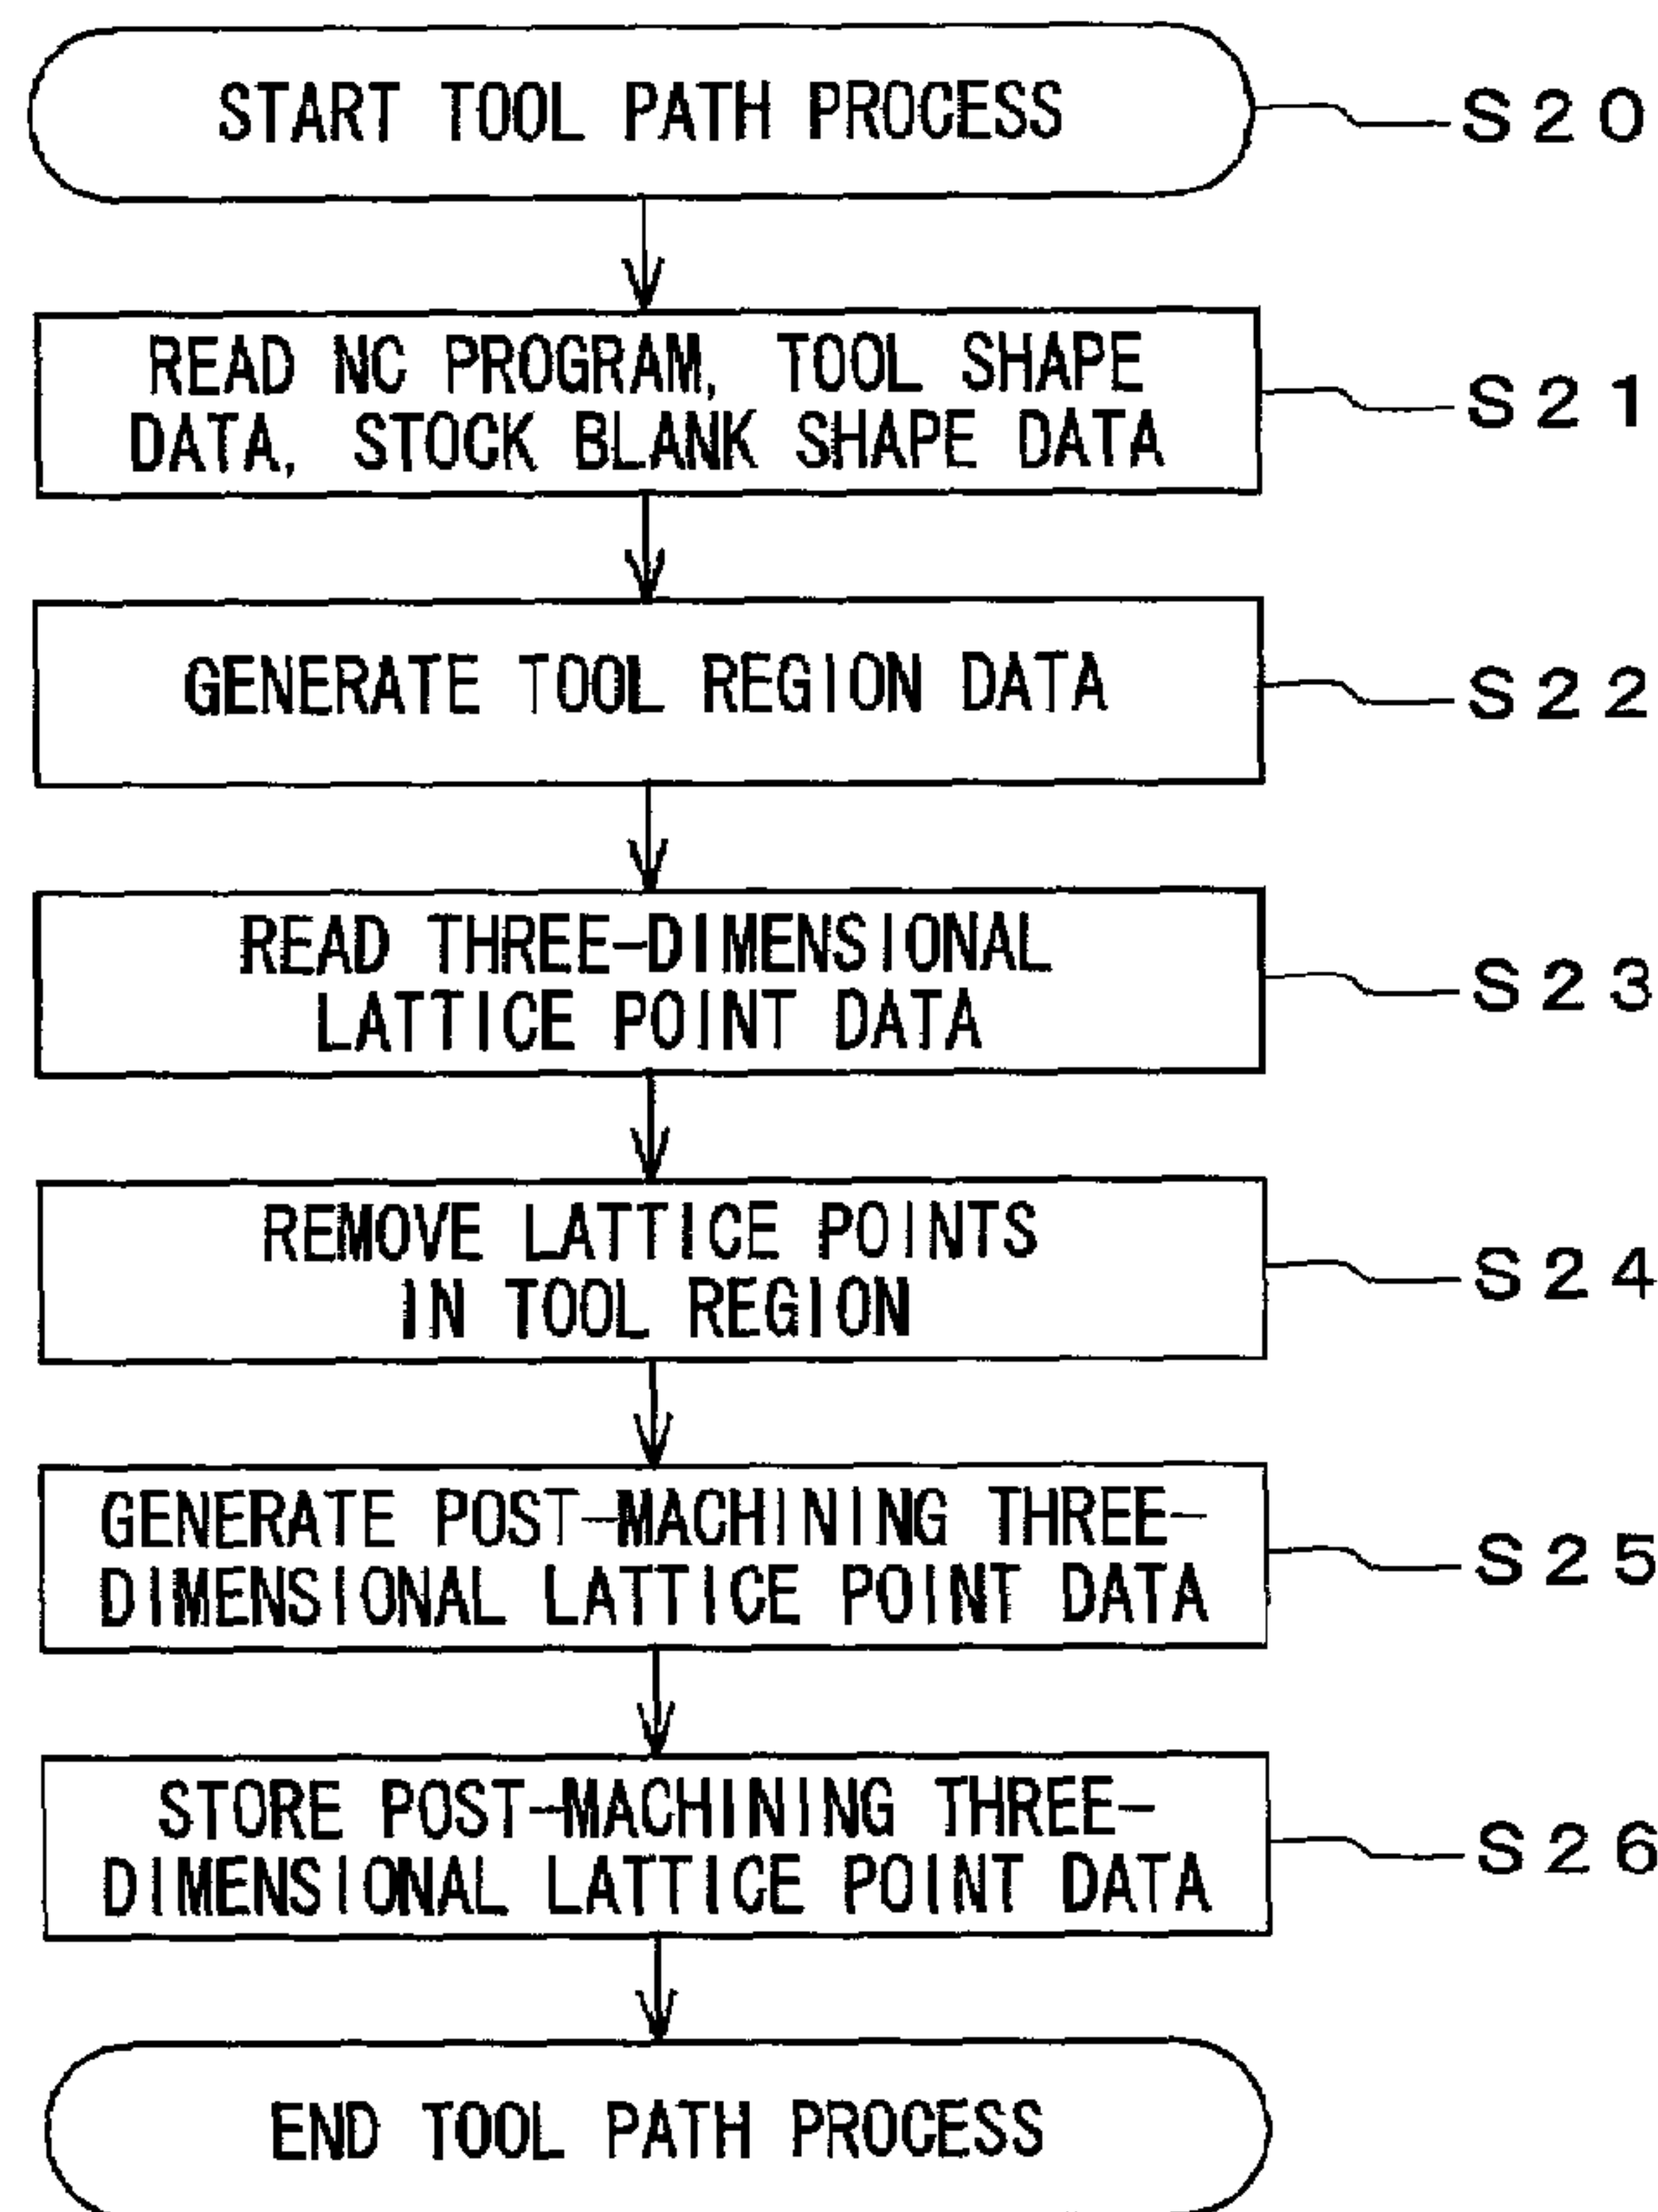 START TOOL PATH PROCESS
S20
READ NC PROGRAM, TOOL SHAPE
DATA, STOCK BLANK SHAPE DATA
S21
GENERATE TOOL REGION DATA
S22
READ THREE-DIMENSIONAL
LATTICE POINT DATA
S23
REMOVE LATTICE POINTS
IN TOOL REGION
S24
GENERATE POST-MACHINING THREE-
DIMENSIONAL LATTICE POINT DATA
S25
STORE POST-MACHINING THREE-
DIMENSIONAL LATTICE POINT DATA
S26
END TOOL PATH PROCESS